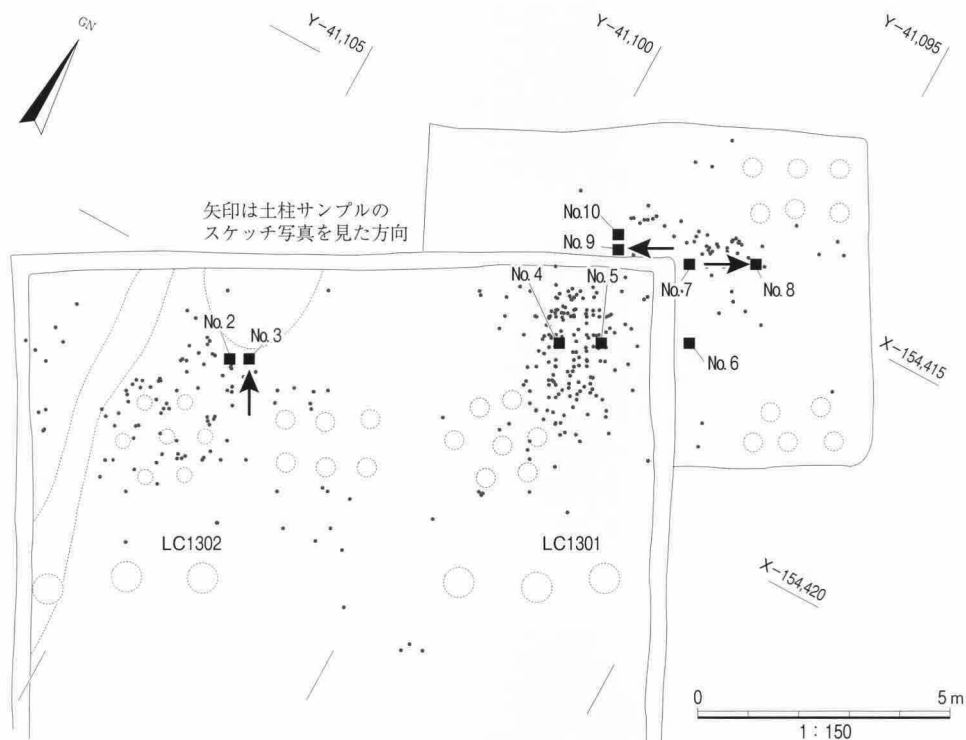 GN
Y-41,105
Y-41,100
Y-41,095
矢印は土柱サンプルの
スケッチ写真を見た方向
No.10
No.9
No.4
No.5
No.7
No.8
No.2
No.3
No.6
X-154,415
LC1302
LC1301
X-154,420
0
5 m
1 : 150